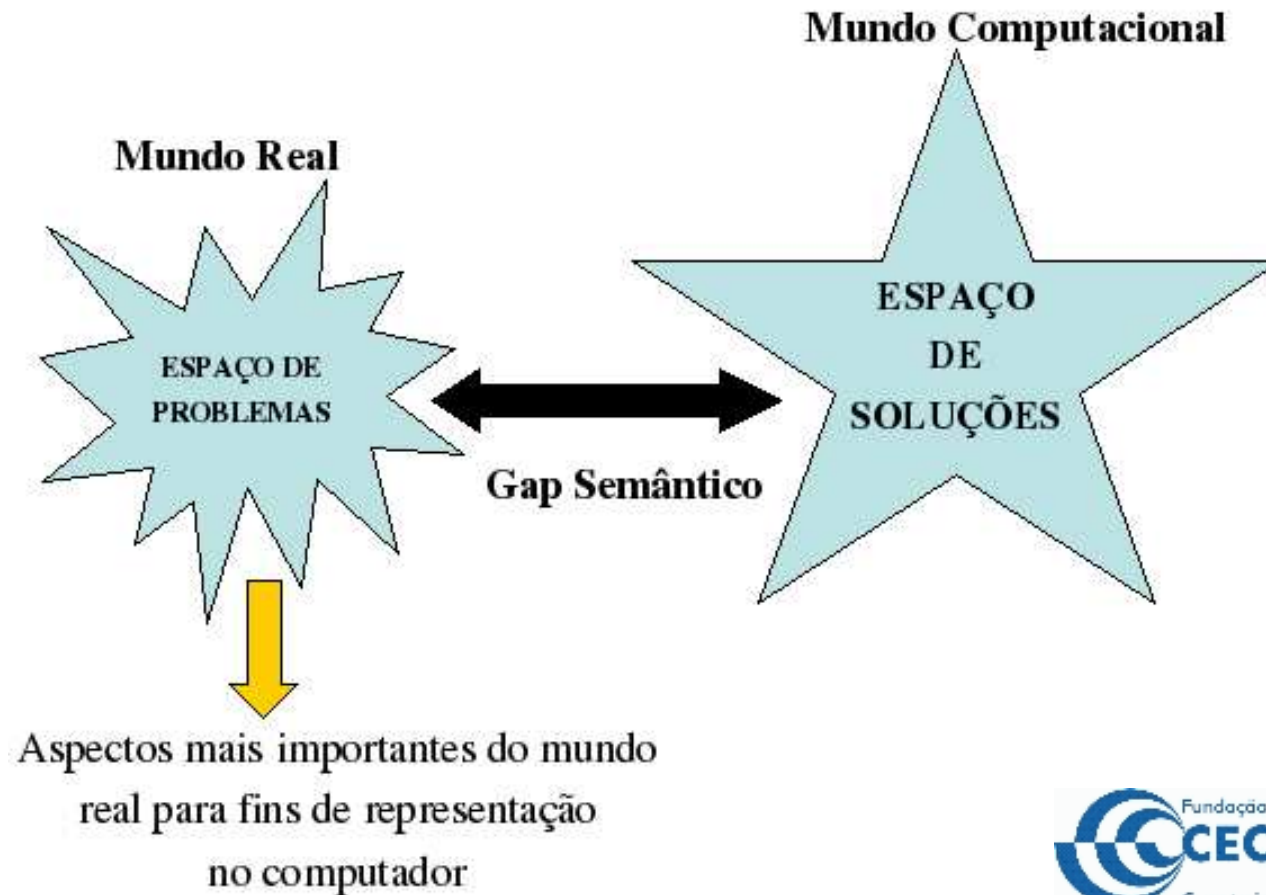 Mundo Computacional
Mundo Real
ESPAÇO DE
PROBLEMAS
ESPAÇO
DE
SOLUÇÕES
Gap Semântico
Aspectos mais importantes do mundo
real para fins de representação
no computador
Fundação
CEC